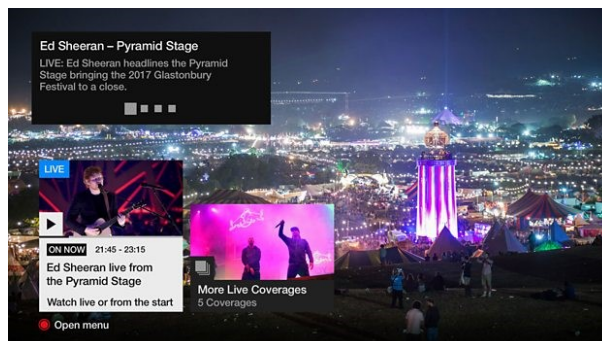 Ed Sheeran – Pyramid Stage
LIVE: Ed Sheeran headlines the Pyramid
Stage bringing the 2017 Glastonbury
Festival to a close.
LIVE
ON NOW 21:45 - 23:15
Ed Sheeran live from
the Pyramid Stage
Watch live or from the start
More Live Coverages
5 Coverages
Open menu